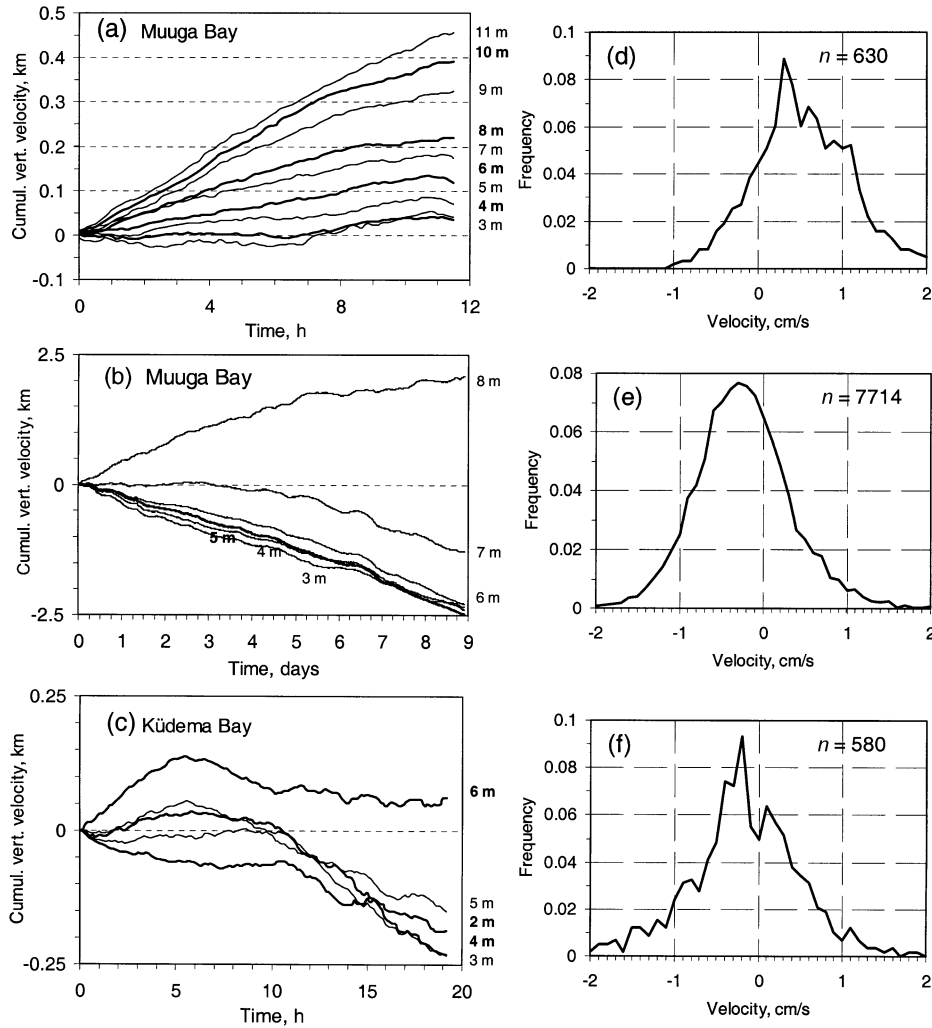 (a) Muuga Bay
Cumul. vert. velocity, km
0.5
0.4
0.3
0.2
0.1
0
-0.1
11 m
10 m
9 m
8 m
7 m
6 m
5 m
4 m
3 m
0 4 8 12
Time, h
(d)
n = 630
Frequency
0.1
0.08
0.06
0.04
0.02
0
-2 -1 0 1 2
Velocity, cm/s
(b) Muuga Bay
Cumul. vert. velocity, km
2.5
0
-2.5
8 m
7 m
6 m
5 m
4 m
3 m
0 1 2 3 4 5 6 7 8 9
Time, days
(e)
n = 7714
Frequency
0.08
0.06
0.04
0.02
0
-2 -1 0 1 2
Velocity, cm/s
(c) Küdema Bay
Cumul. vert. velocity, km
0.25
0
-0.25
6 m
5 m
2 m
4 m
3 m
0 5 10 15 20
Time, h
(f)
n = 580
Frequency
0.1
0.08
0.06
0.04
0.02
0
-2 -1 0 1 2
Velocity, cm/s